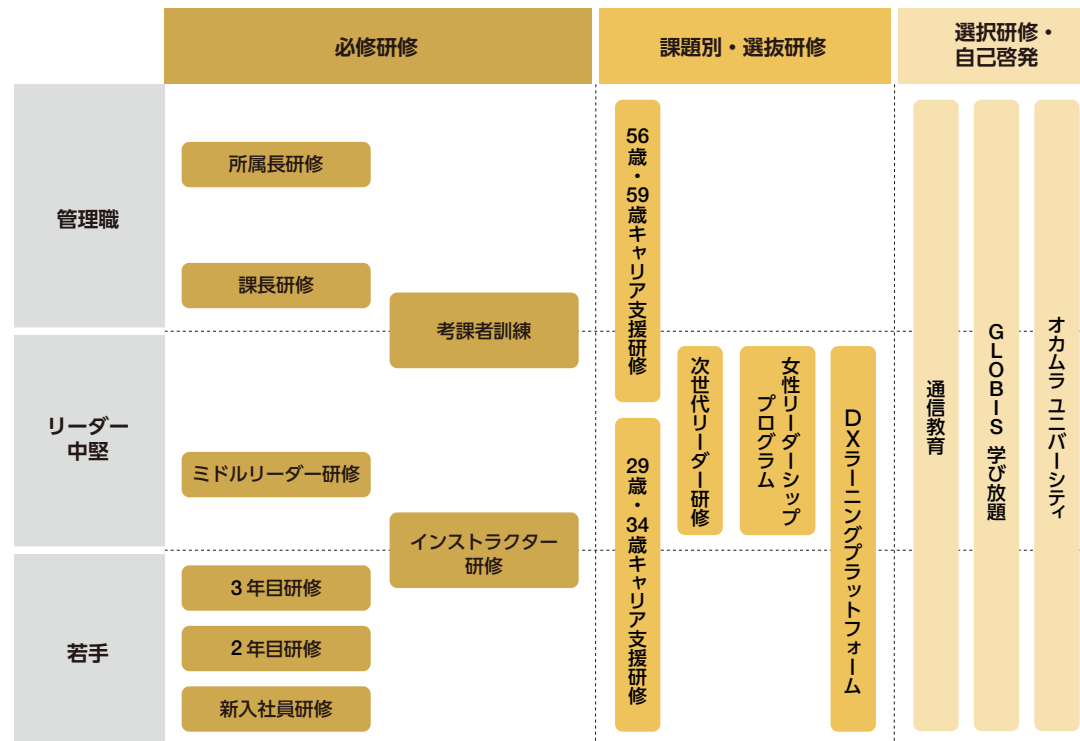 必修研修
課題別・選抜研修
選択研修・
自己啓発
管理職
所属長研修
課長研修
考課者訓練
リーダー
中堅
ミドルリーダー研修
インストラクター
研修
若手
3年目研修
2年目研修
新入社員研修
56歳・59歳キャリア支援研修
29歳・34歳キャリア支援研修
次世代リーダー研修
女性リーダーシップ
プログラム
DXラーニングプラットフォーム
通信教育
GLOBIS 学び放題
オカムラ ユニバーシティ